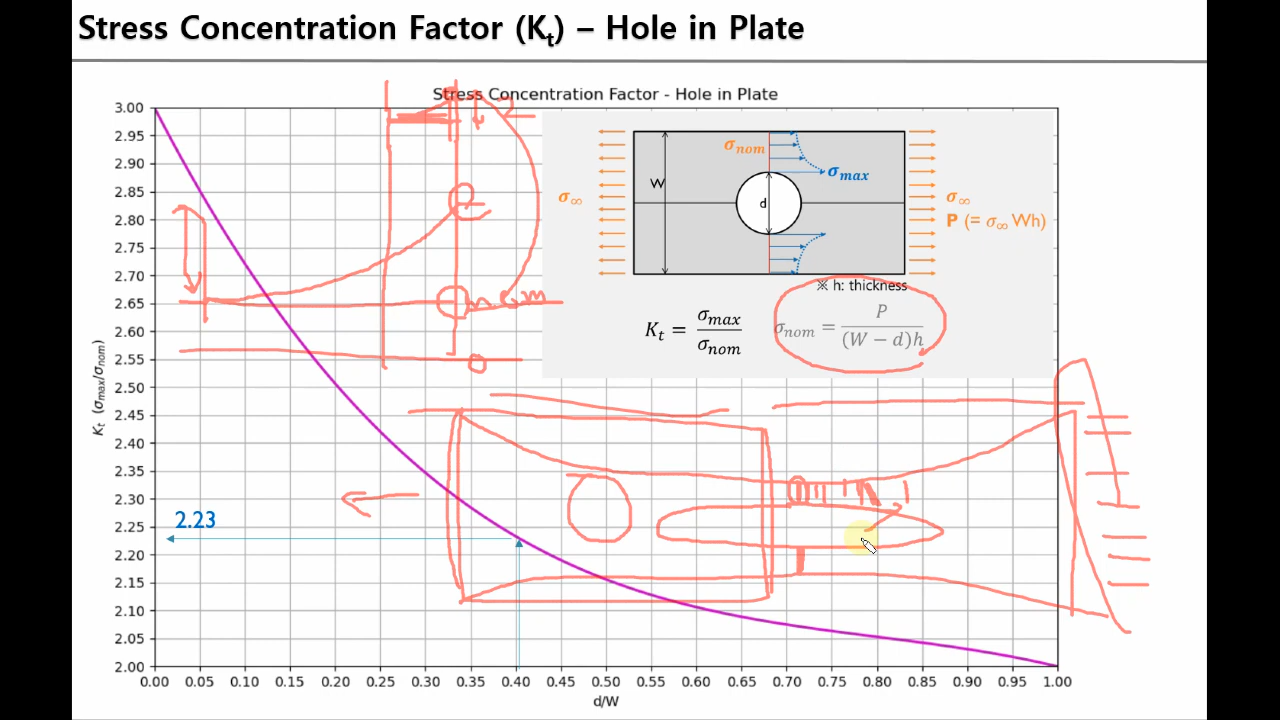 Stress Concentration Factor (Kt) – Hole in Plate
Stress Concentration Factor - Hole in Plate
3.00
2.95
2.90
2.85
2.80
2.75
2.70
2.65
2.60
2.55
2.50
2.45
2.40
2.35
2.30
2.25
2.20
2.15
2.10
2.05
2.00
Kt (σmax/σnom)
0.00 0.05 0.10 0.15 0.20 0.25 0.30 0.35 0.40 0.45 0.50 0.55 0.60 0.65 0.70 0.75 0.80 0.85 0.90 0.95 1.00
d/W
2.23
σnom
σmax
W
d
σ∞
σ∞
P (= σ∞ Wh)
※ h: thickness
Kt = σmax / σnom
σnom = P / (W − d)h